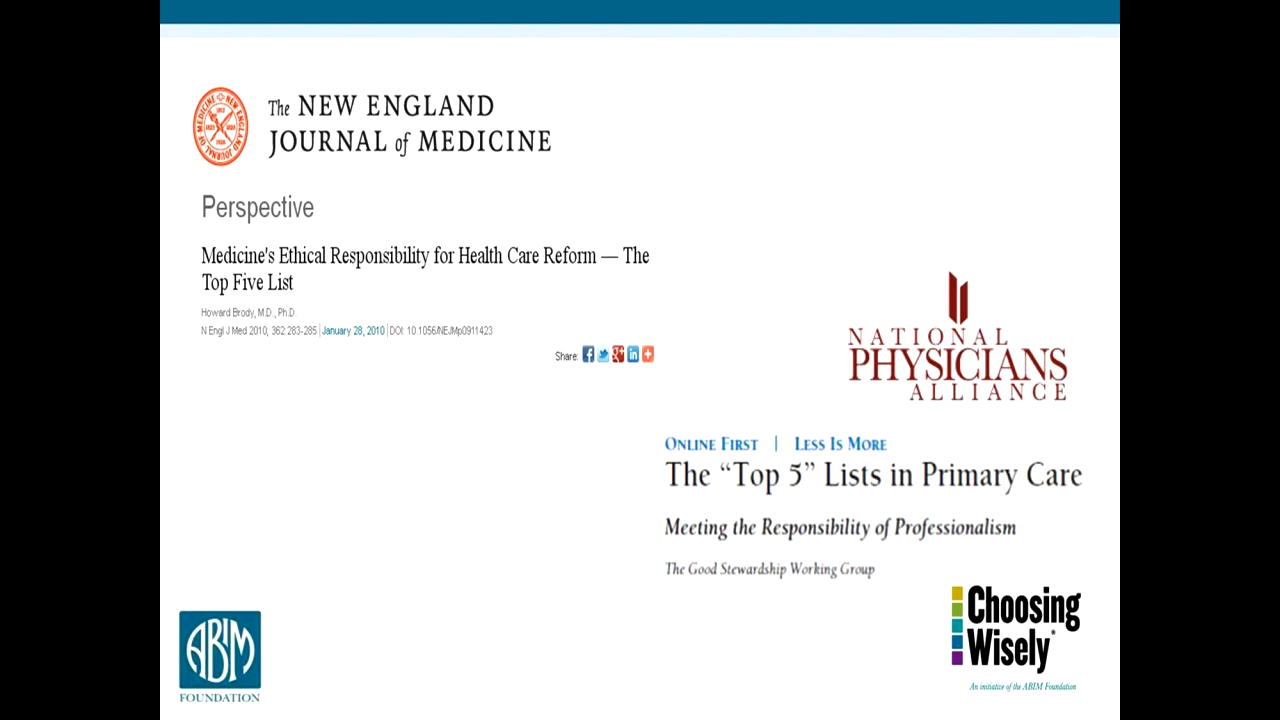 The NEW ENGLAND
JOURNAL of MEDICINE
Perspective
Medicine's Ethical Responsibility for Health Care Reform — The
Top Five List
Howard Brody, M.D., Ph.D.
N Engl J Med 2010; 362:283-285 | January 28, 2010 | DOI: 10.1056/NEJMp0911423
Share:
NATIONAL
PHYSICIANS
ALLIANCE
ONLINE FIRST | LESS IS MORE
The “Top 5” Lists in Primary Care
Meeting the Responsibility of Professionalism
The Good Stewardship Working Group
ABIM
FOUNDATION
Choosing
Wisely®
An initiative of the ABIM Foundation